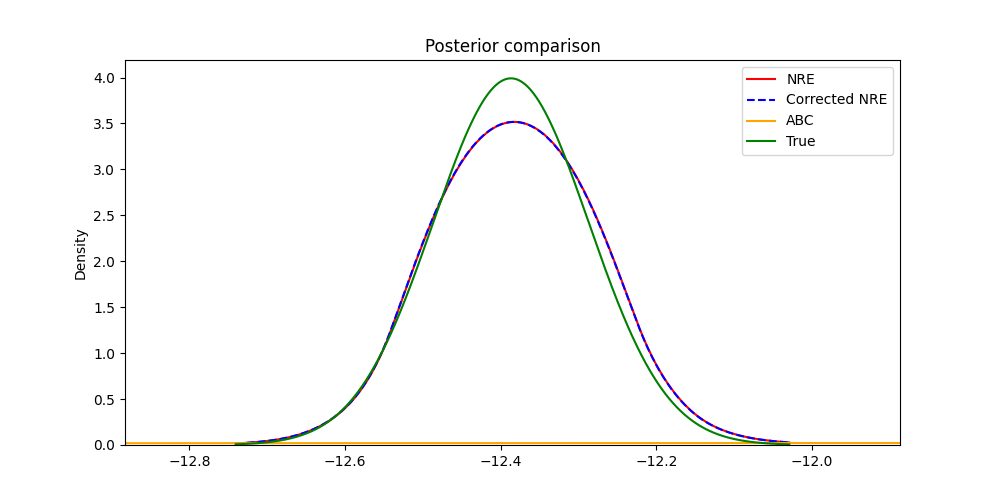 Posterior comparison
NRE
Corrected NRE
ABC
True
Density
4.0
3.5
3.0
2.5
2.0
1.5
1.0
0.5
0.0
−12.8 −12.6 −12.4 −12.2 −12.0